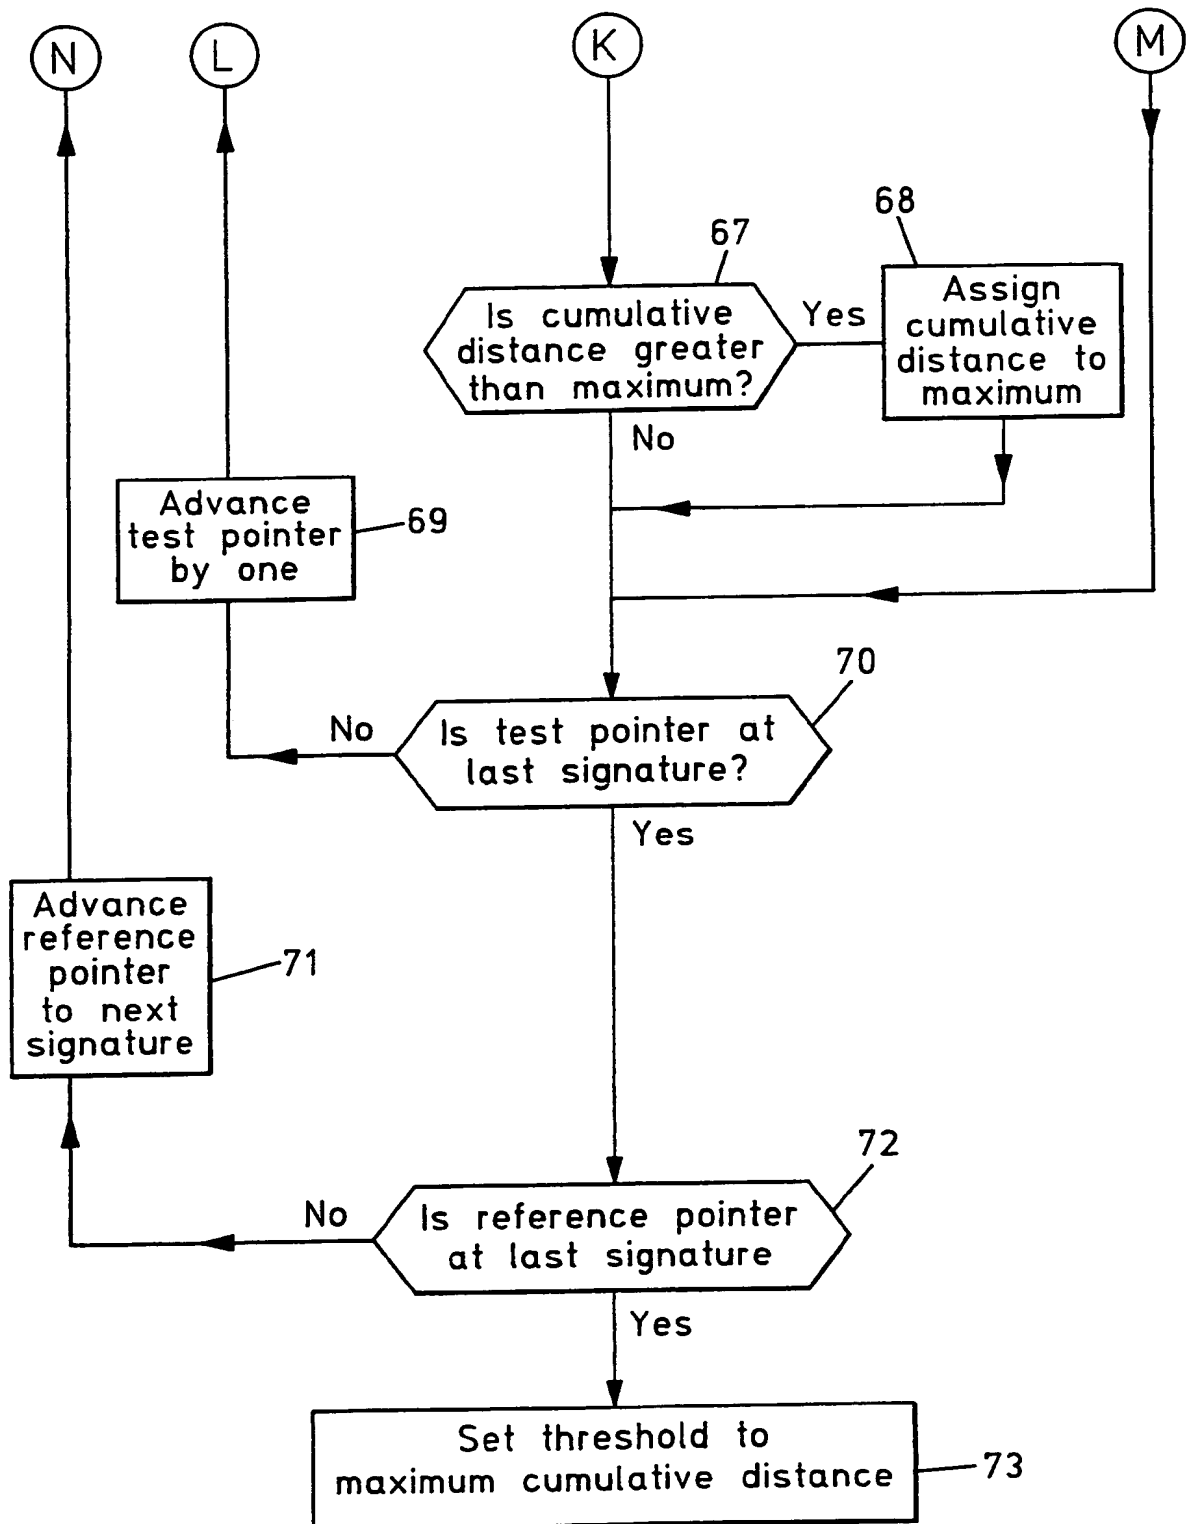 N
L
K
M
67
68
Is cumulative
distance greater
than maximum?
Yes
Assign
cumulative
distance to
maximum
No
Advance
test pointer
by one
69
70
No
Is test pointer at
last signature?
Yes
Advance
reference
pointer
to next
signature
71
72
No
Is reference pointer
at last signature
Yes
Set threshold to
maximum cumulative distance
73